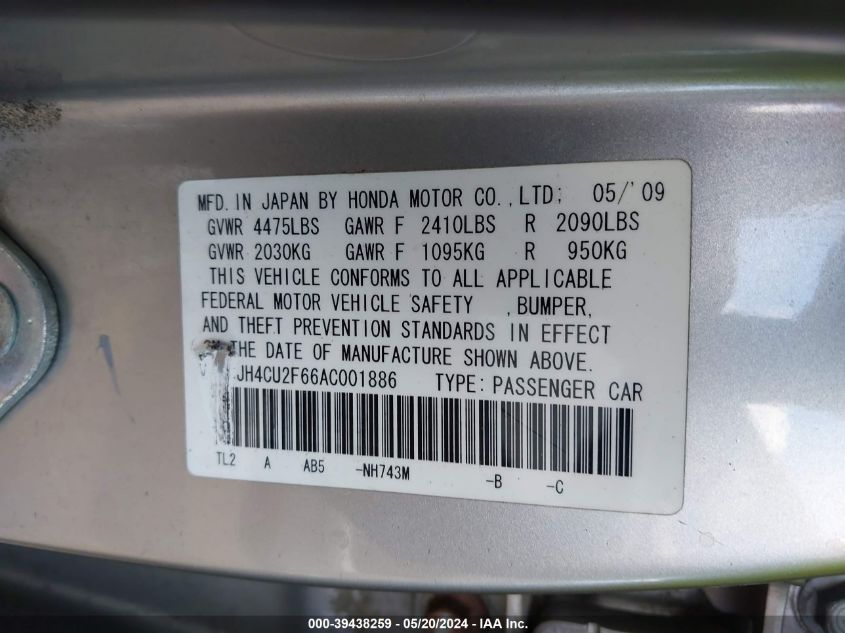 MFD. IN JAPAN BY HONDA MOTOR CO.,LTD; 05/'09
GVWR 4475LBS GAWR F 2410LBS R 2090LBS
GVWR 2030KG GAWR F 1095KG R 950KG
THIS VEHICLE CONFORMS TO ALL APPLICABLE
FEDERAL MOTOR VEHICLE SAFETY , BUMPER,
AND THEFT PREVENTION STANDARDS IN EFFECT
THE DATE OF MANUFACTURE SHOWN ABOVE.
JH4CU2F66AC001886 TYPE: PASSENGER CAR
TL2 A AB5 -NH743M -B -C
000-39438259 - 05/20/2024 - IAA Inc.